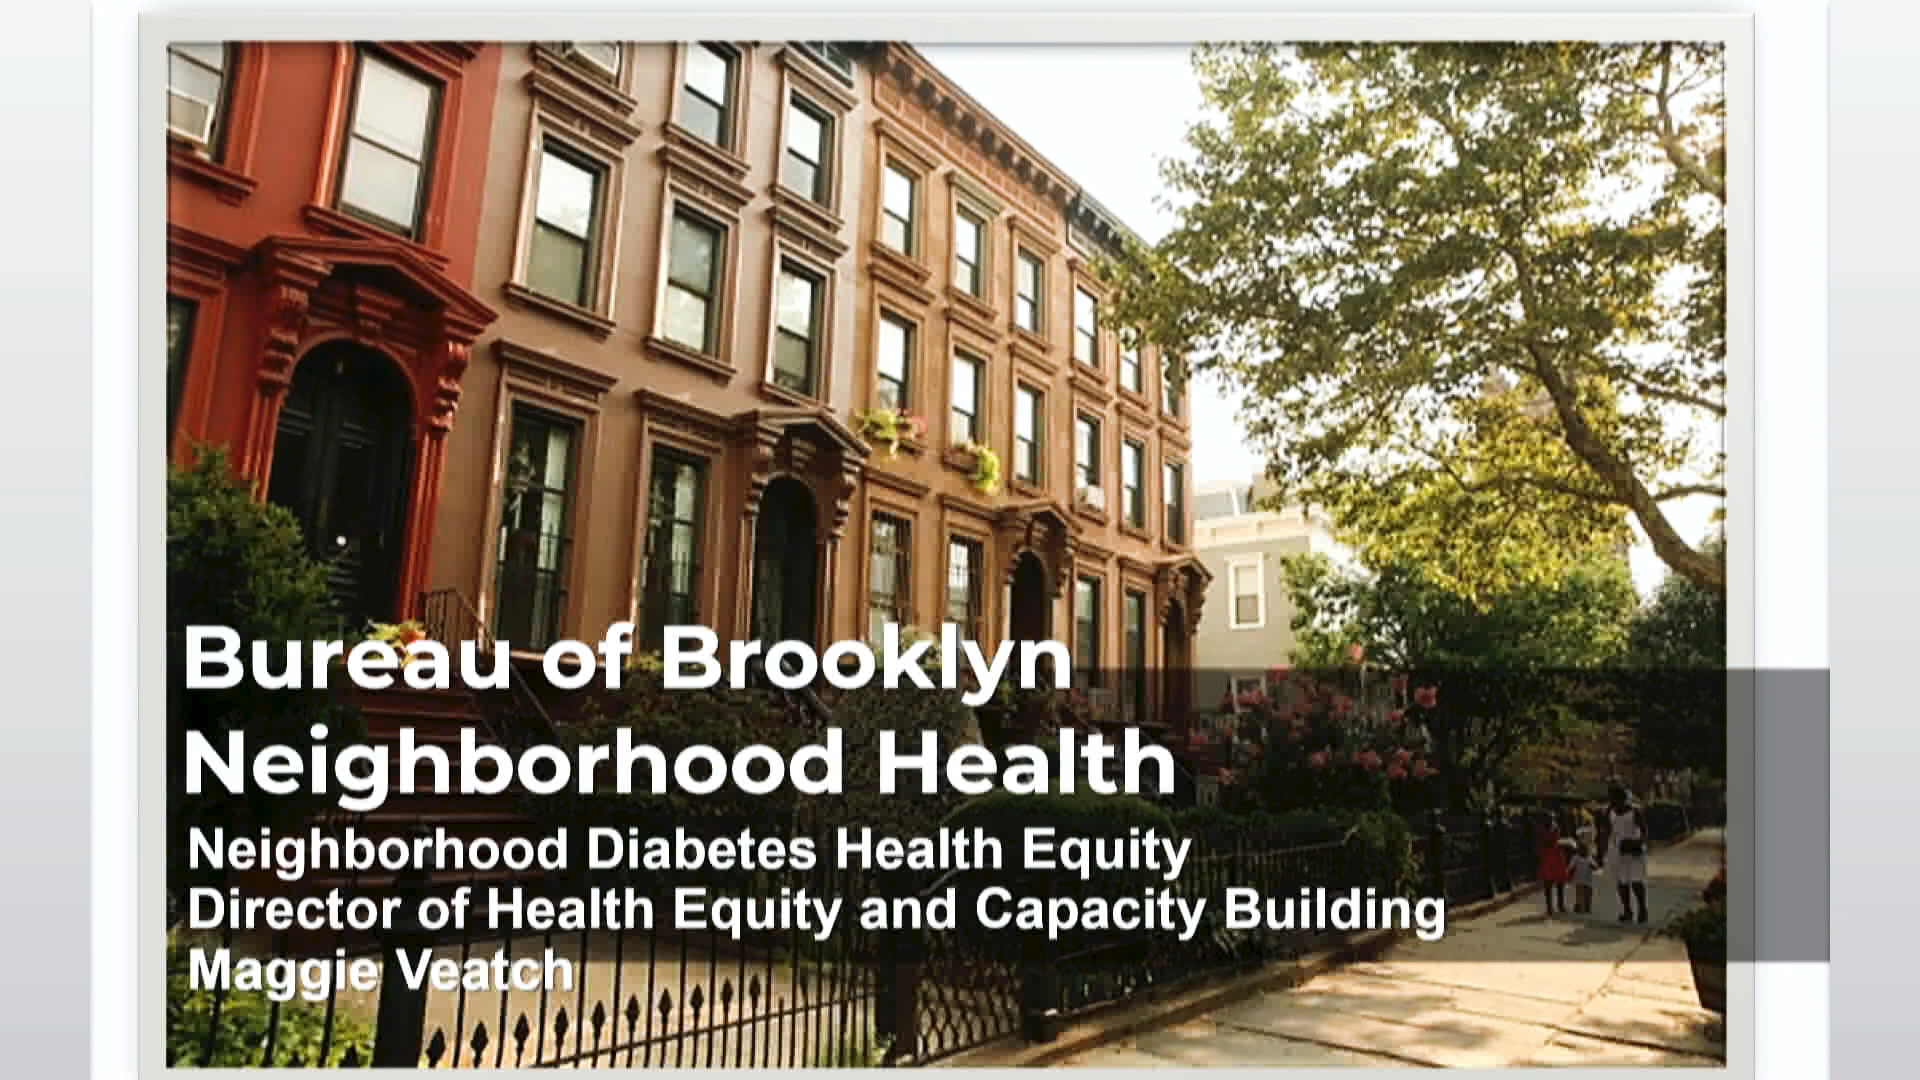 Bureau of Brooklyn
Neighborhood Health
Neighborhood Diabetes Health Equity
Director of Health Equity and Capacity Building
Maggie Veatch